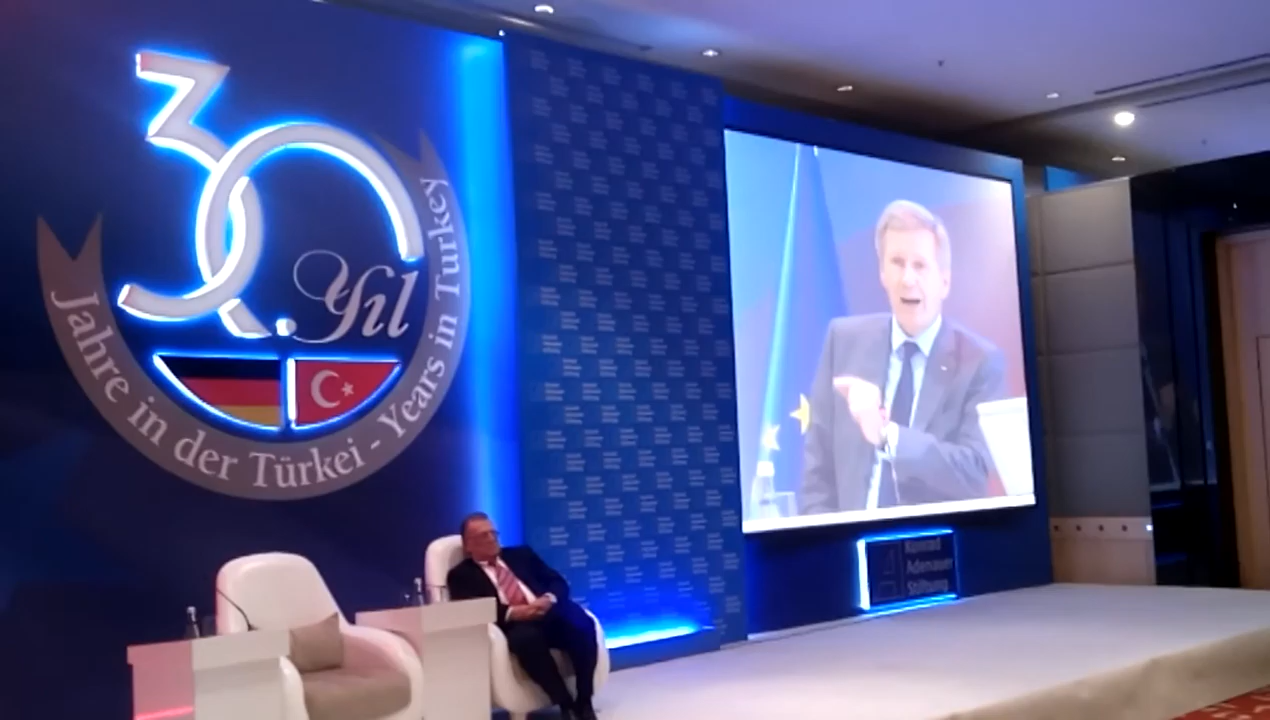 30. Yıl
Jahre in der Türkei - Years in Turkey
Konrad
Adenauer
Stiftung